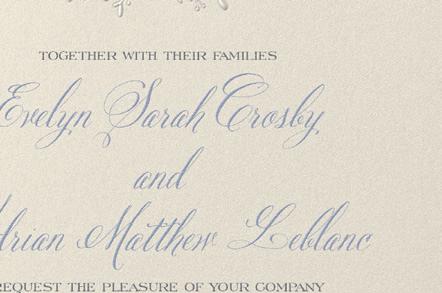 TOGETHER WITH THEIR FAMILIES
Evelyn Sarah Crosby
and
drian Matthew Leblanc
REQUEST THE PLEASURE OF YOUR COMPANY